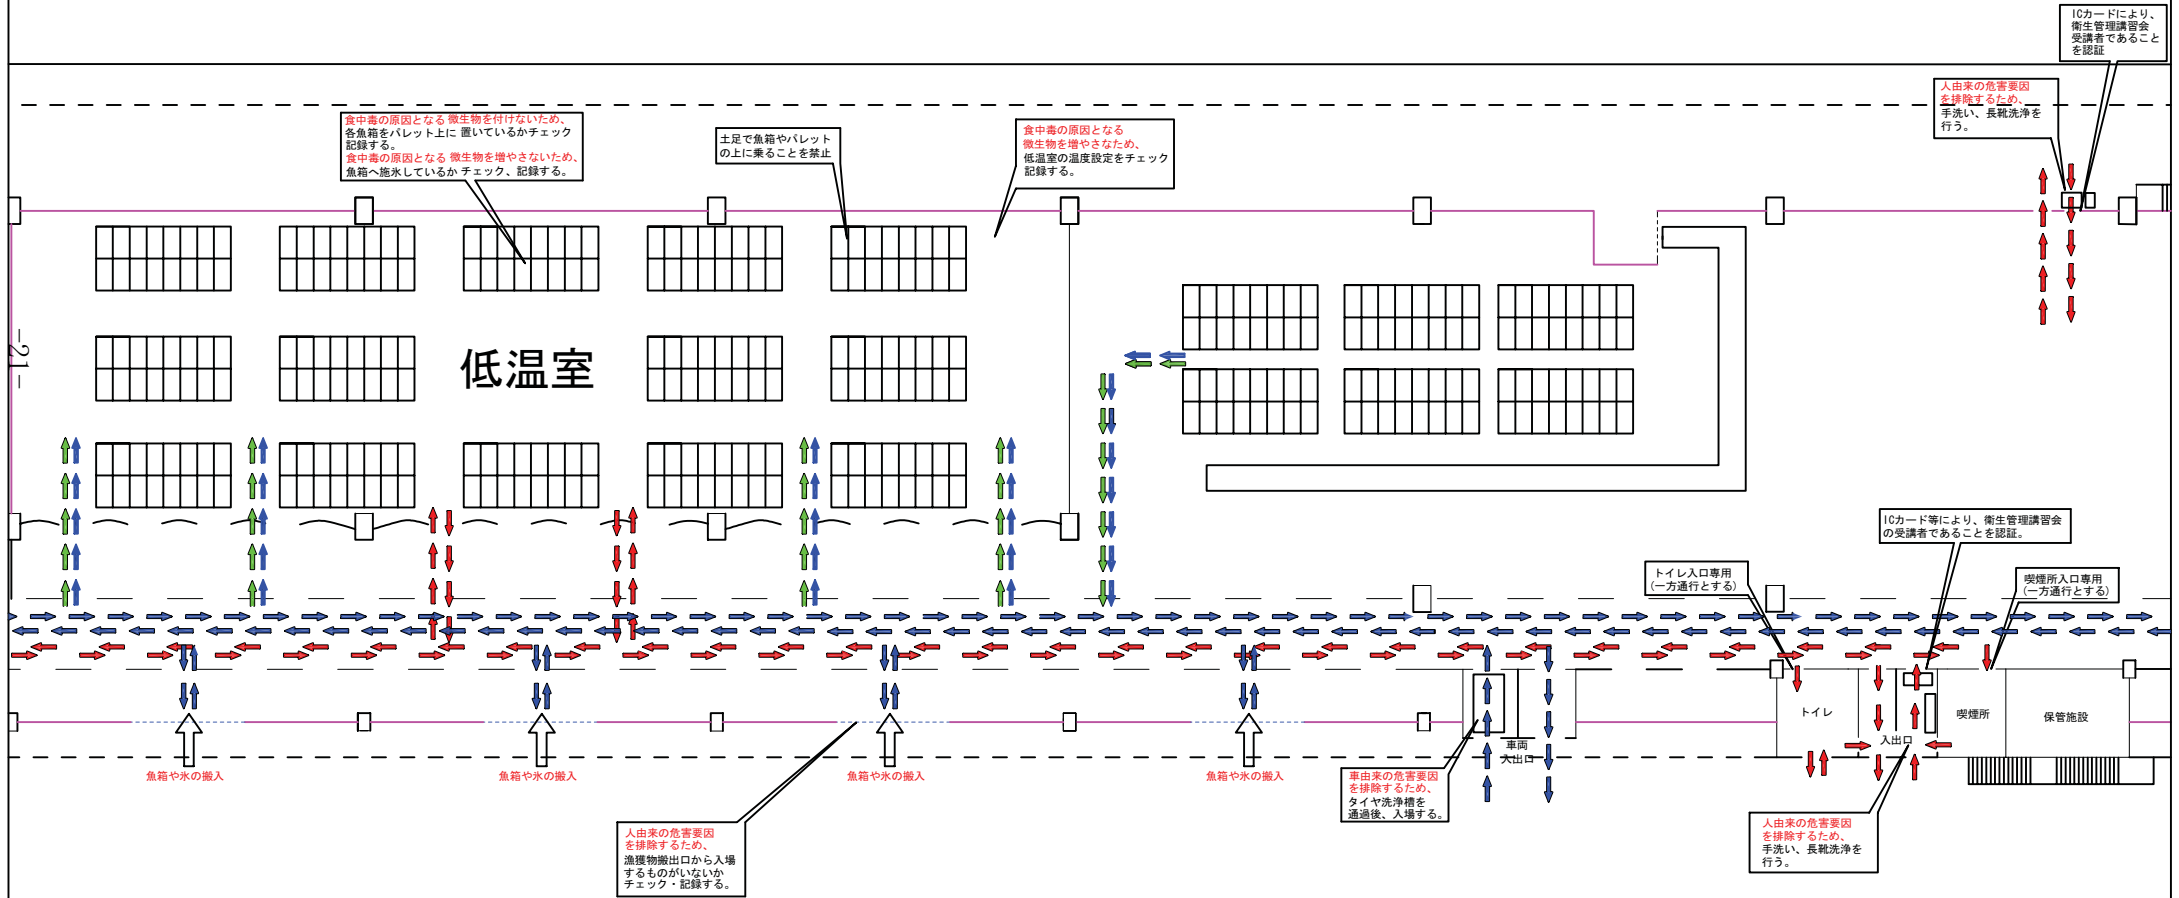 ICカードにより、
衛生管理講習会
受講者であること
を認証
人由来の危害要因
を排除するため、
手洗い、長靴洗浄を
行う。
食中毒の原因となる 微生物を付けないため、
各魚箱をパレット上に 置いているかチェック
記録する。
食中毒の原因となる 微生物を増やさないため、
魚箱へ施氷しているか チェック、記録する。
土足で魚箱やパレット
の上に乗ることを禁止
食中毒の原因となる
微生物を増やさなため、
低温室の温度設定をチェック
記録する。
-21-
低温室
ICカード等により、衛生管理講習会
の受講者であることを認証。
トイレ入口専用
(一方通行とする)
喫煙所入口専用
(一方通行とする)
トイレ
入出口
喫煙所
保管施設
車両
入出口
魚箱や氷の搬入
魚箱や氷の搬入
魚箱や氷の搬入
魚箱や氷の搬入
車由来の危害要因
を排除するため、
タイヤ洗浄槽を
通過後、入場する。
人由来の危害要因
を排除するため、
漁獲物搬出口から入場
するものがいないか
チェック・記録する。
人由来の危害要因
を排除するため、
手洗い、長靴洗浄を
行う。